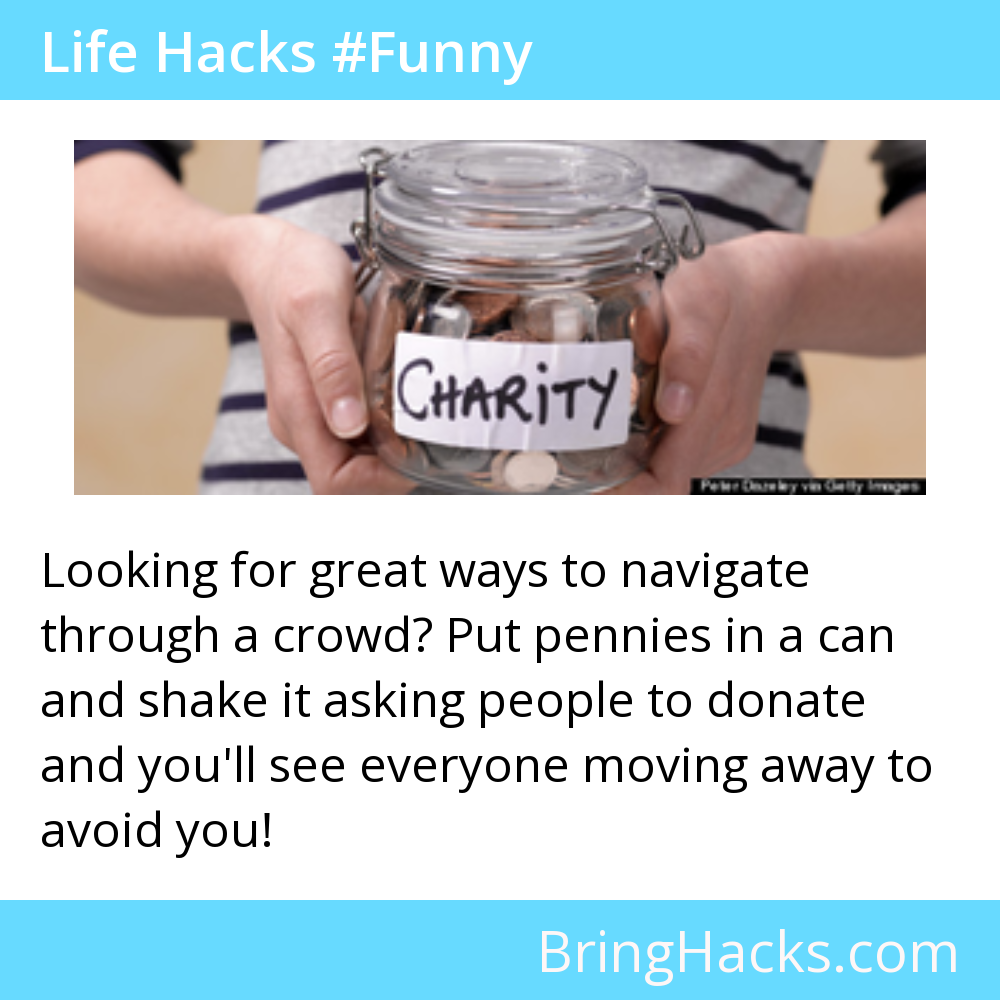 Life Hacks #Funny
CHARiTY
Peter Dazeley via Getty Images
Looking for great ways to navigate
through a crowd? Put pennies in a can
and shake it asking people to donate
and you'll see everyone moving away to
avoid you!
BringHacks.com